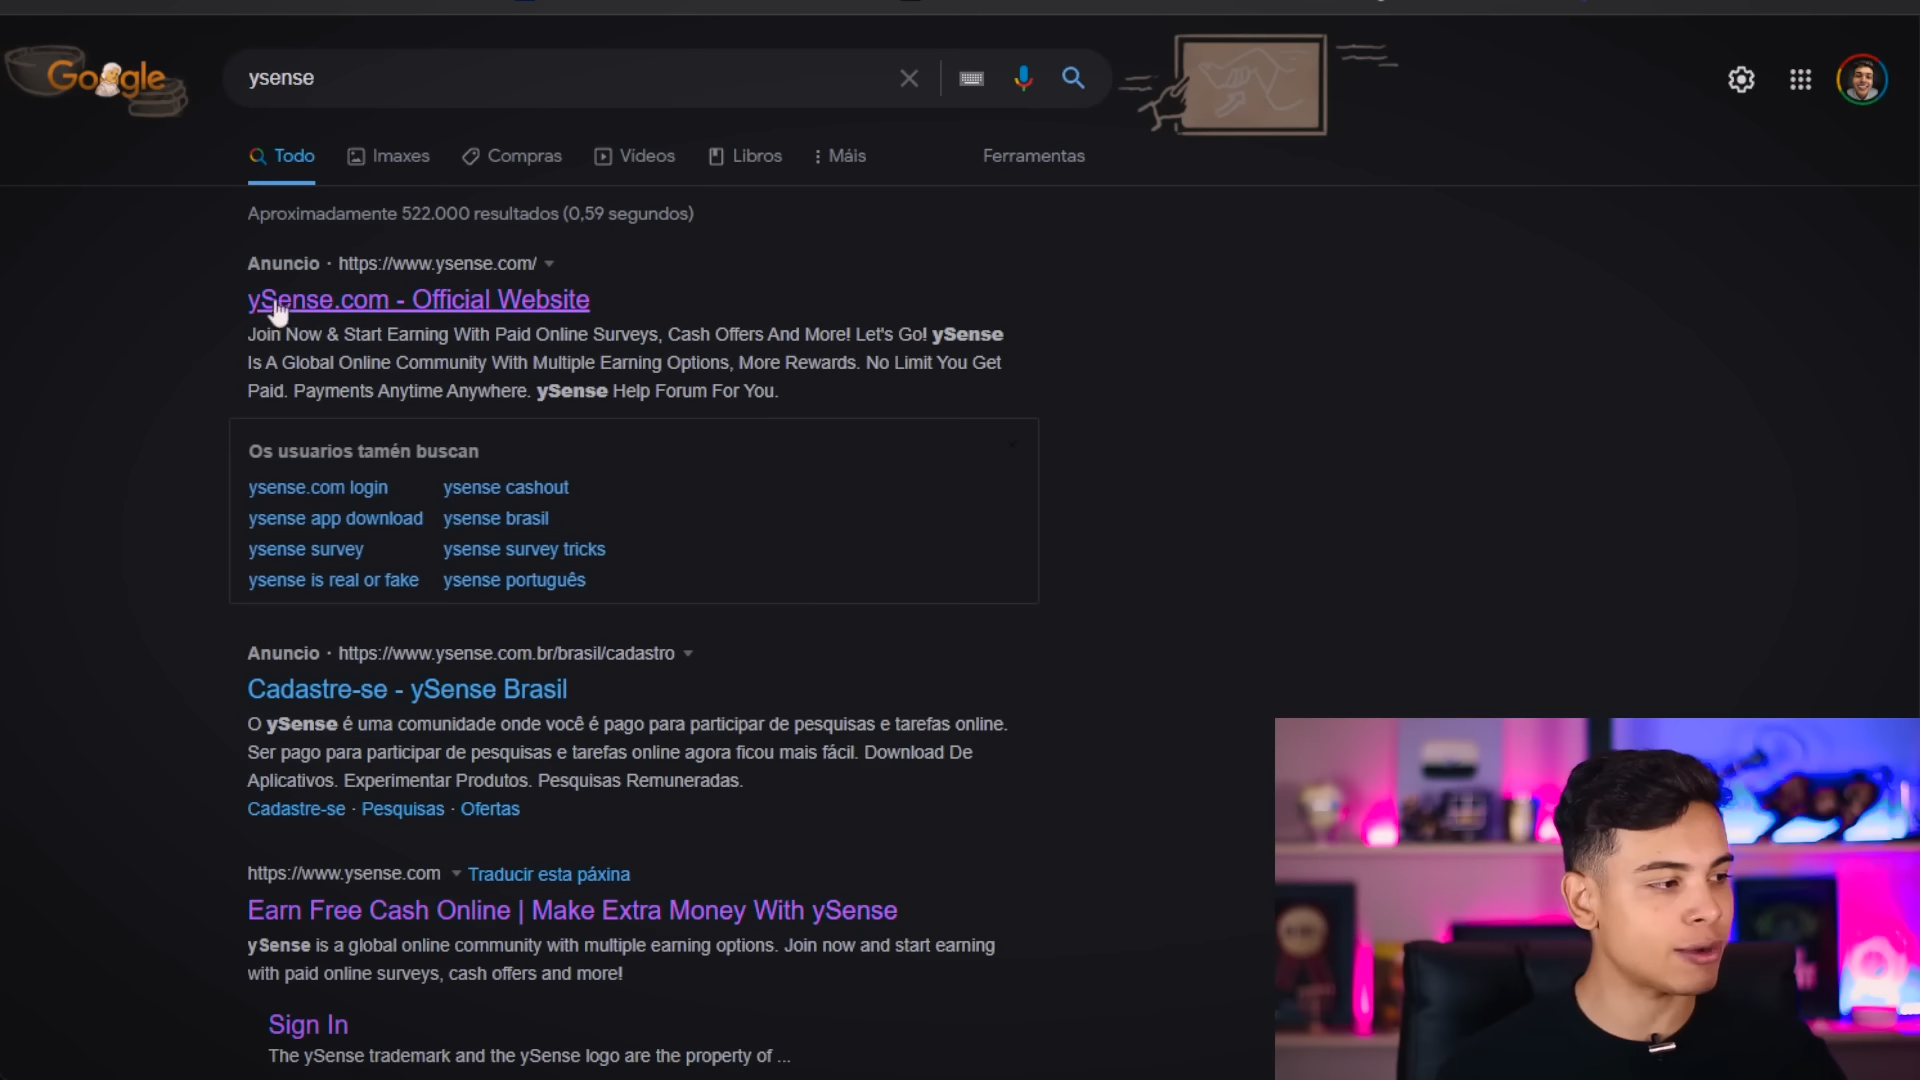 Google
ysense
Todo
Imaxes
Compras
Vídeos
Libros
Máis
Ferramentas
Aproximadamente 522.000 resultados (0,59 segundos)
Anuncio · https://www.ysense.com/
ySense.com - Official Website
Join Now & Start Earning With Paid Online Surveys, Cash Offers And More! Let's Go! ySense
Is A Global Online Community With Multiple Earning Options, More Rewards. No Limit You Get
Paid. Payments Anytime Anywhere. ySense Help Forum For You.
Os usuarios tamén buscan
ysense.com login
ysense cashout
ysense app download
ysense brasil
ysense survey
ysense survey tricks
ysense is real or fake
ysense português
Anuncio · https://www.ysense.com.br/brasil/cadastro
Cadastre-se - ySense Brasil
O ySense é uma comunidade onde você é pago para participar de pesquisas e tarefas online.
Ser pago para participar de pesquisas e tarefas online agora ficou mais fácil. Download De
Aplicativos. Experimentar Produtos. Pesquisas Remuneradas.
Cadastre-se · Pesquisas · Ofertas
https://www.ysense.com Traducir esta páxina
Earn Free Cash Online | Make Extra Money With ySense
ySense is a global online community with multiple earning options. Join now and start earning
with paid online surveys, cash offers and more!
Sign In
The ySense trademark and the ySense logo are the property of ...